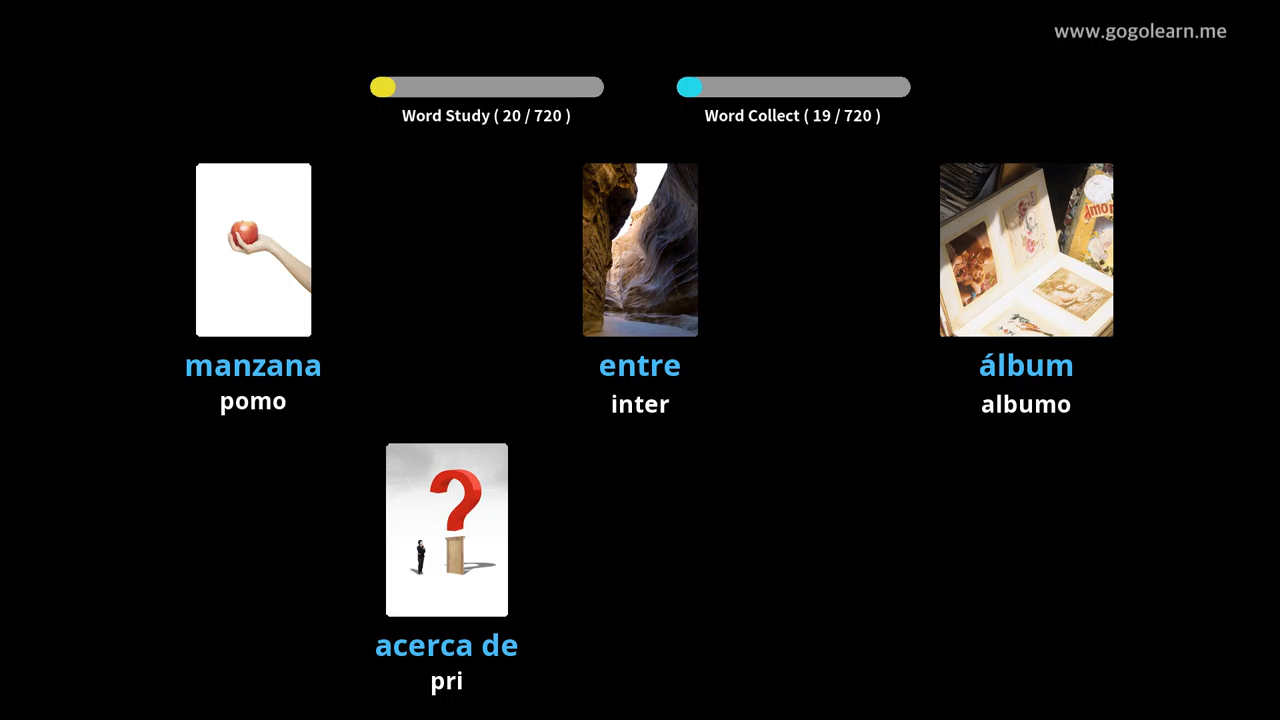 www.gogolearn.me
Word Study ( 20 / 720 )
Word Collect ( 19 / 720 )
amor
manzana
entre
álbum
pomo
inter
albumo
acerca de
pri